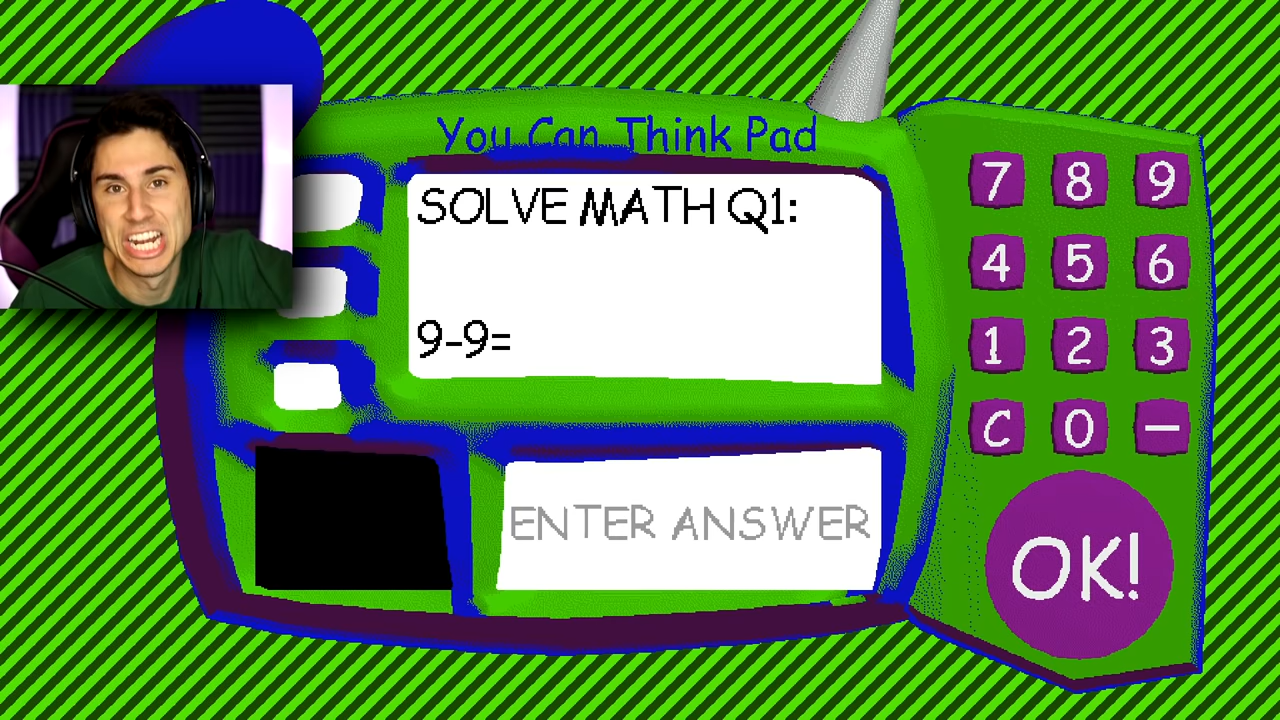 You Can Think Pad
SOLVE MATH Q1:
9-9=
ENTER ANSWER
7 8 9
4 5 6
1 2 3
C 0 -
OK!